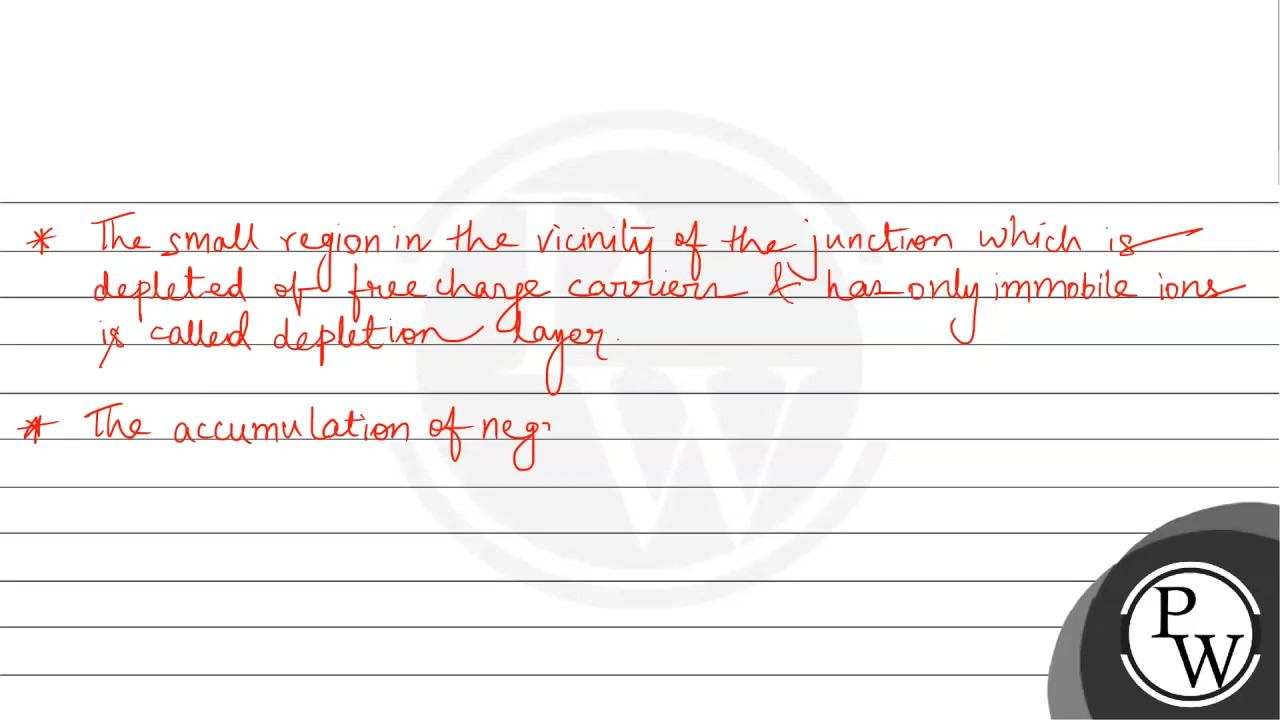 * The small region in the vicinity of the junction which is
depleted of free charge carriers & has only immobile ions
is called depletion layer.
* The accumulation of neg
P
W
PW